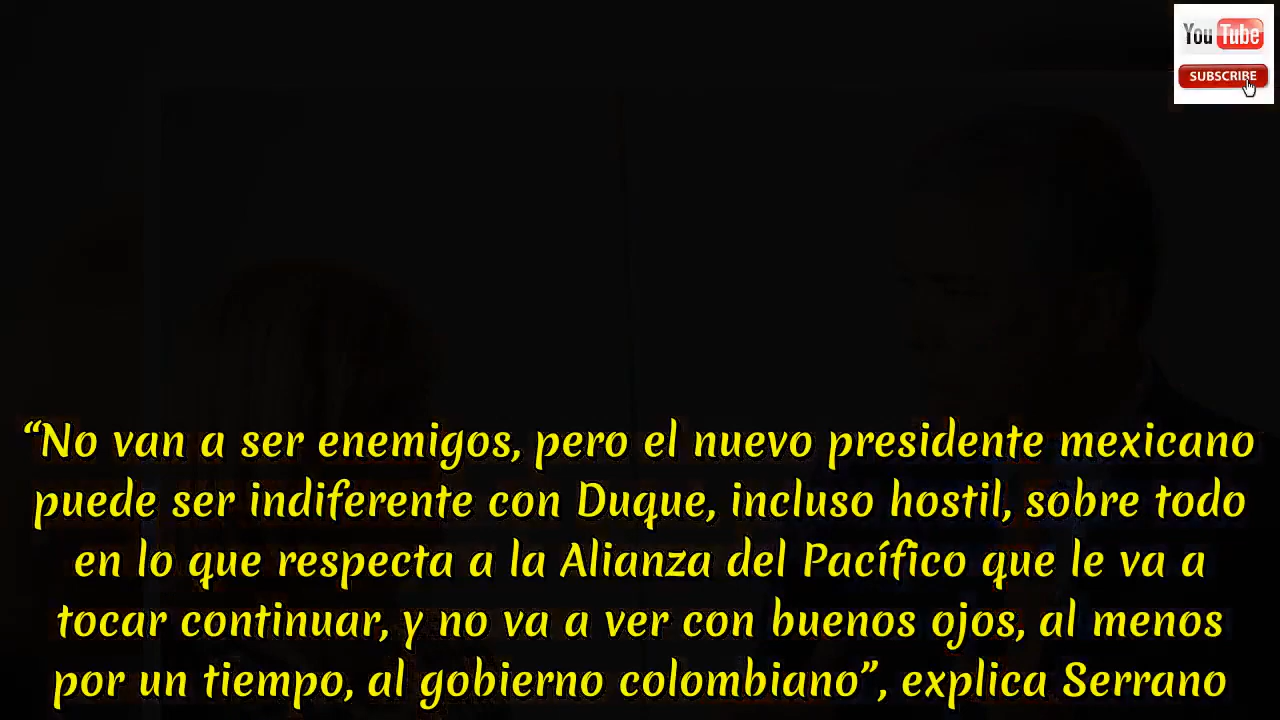 You Tube
SUBSCRIBE
“No van a ser enemigos, pero el nuevo presidente mexicano
puede ser indiferente con Duque, incluso hostil, sobre todo
en lo que respecta a la Alianza del Pacífico que le va a
tocar continuar, y no va a ver con buenos ojos, al menos
por un tiempo, al gobierno colombiano”, explica Serrano